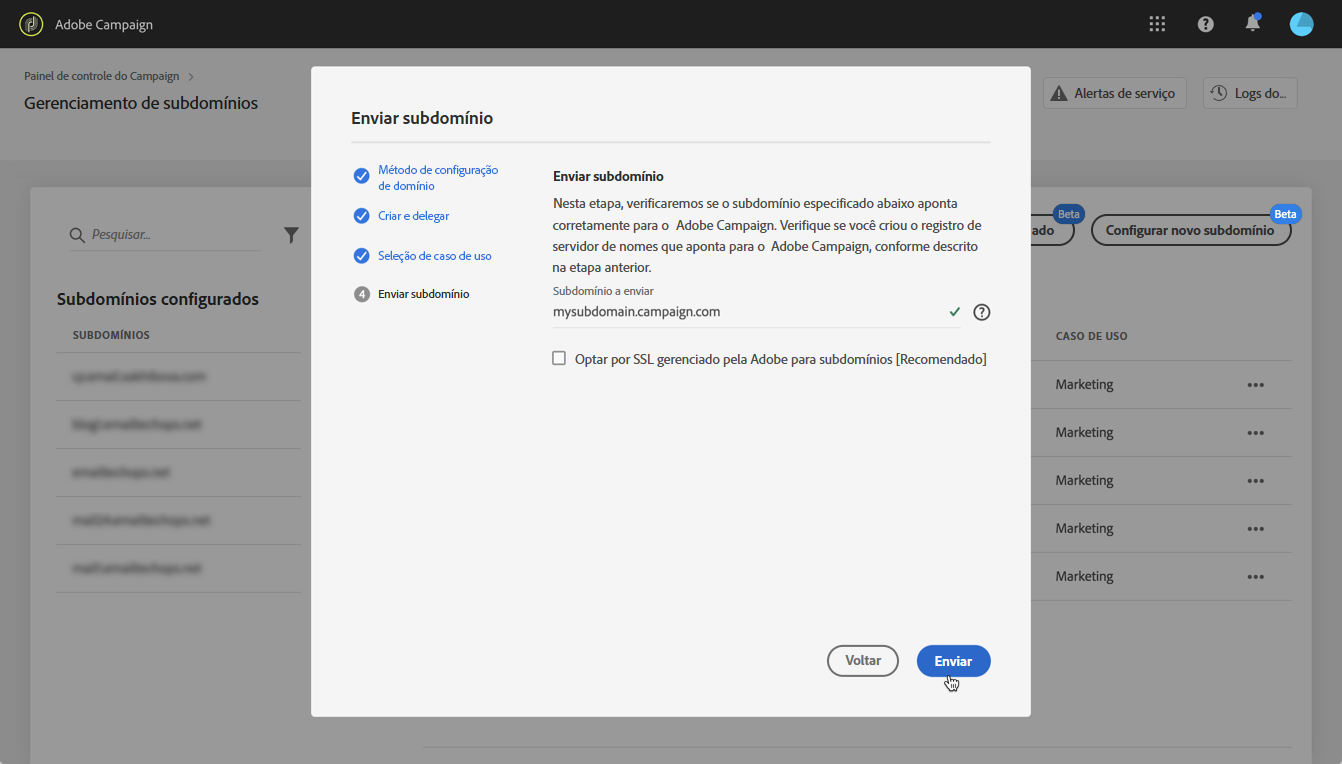 Adobe Campaign
Painel de controle do Campaign
Gerenciamento de subdomínios
Alertas de serviço
Logs do...
Enviar subdomínio
Método de configuração
de domínio
Criar e delegar
Seleção de caso de uso
4 Enviar subdomínio
Enviar subdomínio
Nesta etapa, verificaremos se o subdomínio especificado abaixo aponta
corretamente para o Adobe Campaign. Verifique se você criou o registro de
servidor de nomes que aponta para o Adobe Campaign, conforme descrito
na etapa anterior.
Subdomínio a enviar
mysubdomain.campaign.com
Optar por SSL gerenciado pela Adobe para subdomínios [Recomendado]
Voltar
Enviar
Pesquisar...
ado
Beta
Configurar novo subdomínio
Beta
Subdomínios configurados
SUBDOMÍNIOS
CASO DE USO
Marketing
Marketing
Marketing
Marketing
Marketing